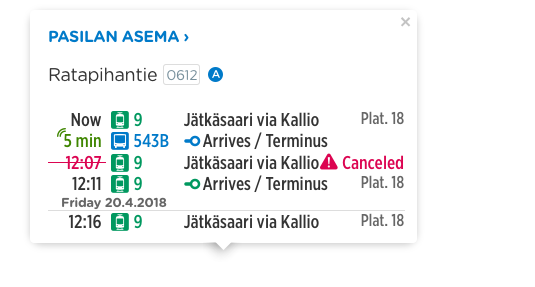 ×
PASILAN ASEMA ›
Ratapihantie 0612 A
Now 9 Jätkäsaari via Kallio Plat. 18
5 min 543B Arrives / Terminus
12:07 9 Jätkäsaari via Kallio Canceled
12:11 9 Arrives / Terminus Plat. 18
Friday 20.4.2018
12:16 9 Jätkäsaari via Kallio Plat. 18